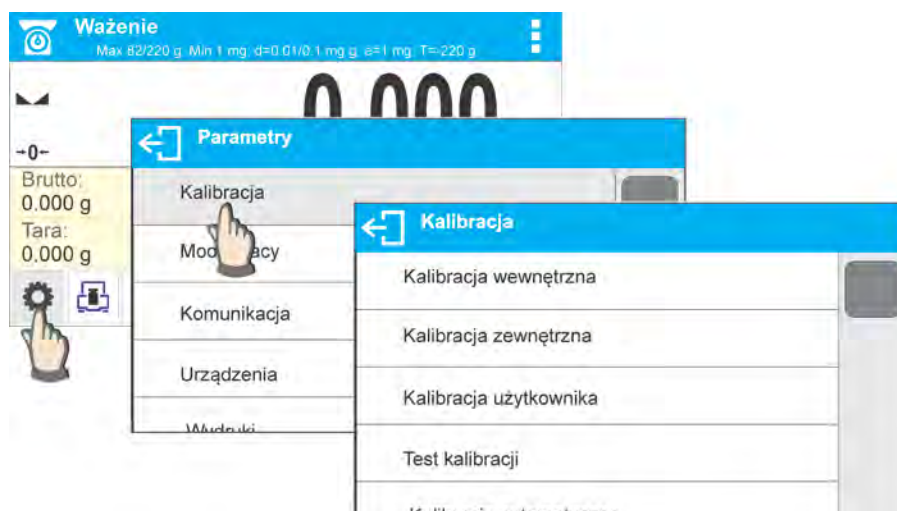 Ważenie
Max 82/220 g Min 1 mg d=0.01/0.1 mg g e=1 mg T=-220 g
0.000
→0←
Brutto:
0.000 g
Tara:
0.000 g
Parametry
Kalibracja
Komunikacja
Urządzenia
Wydruki
Kalibracja
Kalibracja wewnętrzna
Kalibracja zewnętrzna
Kalibracja użytkownika
Test kalibracji